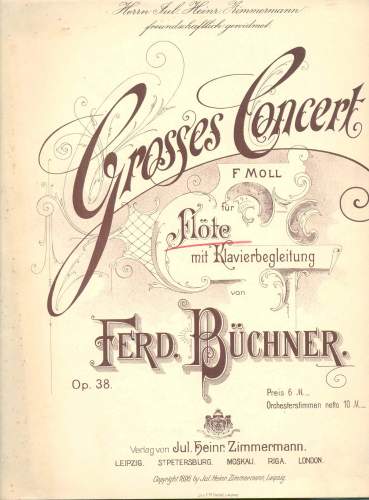 Herrn Jul. Heinr. Zimmermann
freundschaftlich gewidmet.
Grosses Concert
F MOLL
für
Flöte
mit Klavierbegleitung
von
FERD. BÜCHNER.
Op. 38.
Preis 6 M._
Orchesterstimmen netto 10 M._
Verlag von Jul. Heinr. Zimmermann.
LEIPZIG. ST PETERSBURG. MOSKAU. RIGA. LONDON.
Copyright 1896 by Jul. Heinr. Zimmermann, Leipzig.